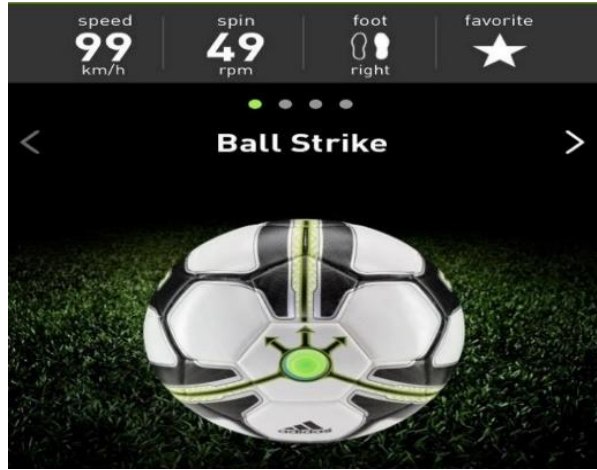 speed
99
km/h
spin
49
rpm
foot
right
favorite
Ball Strike
adidas